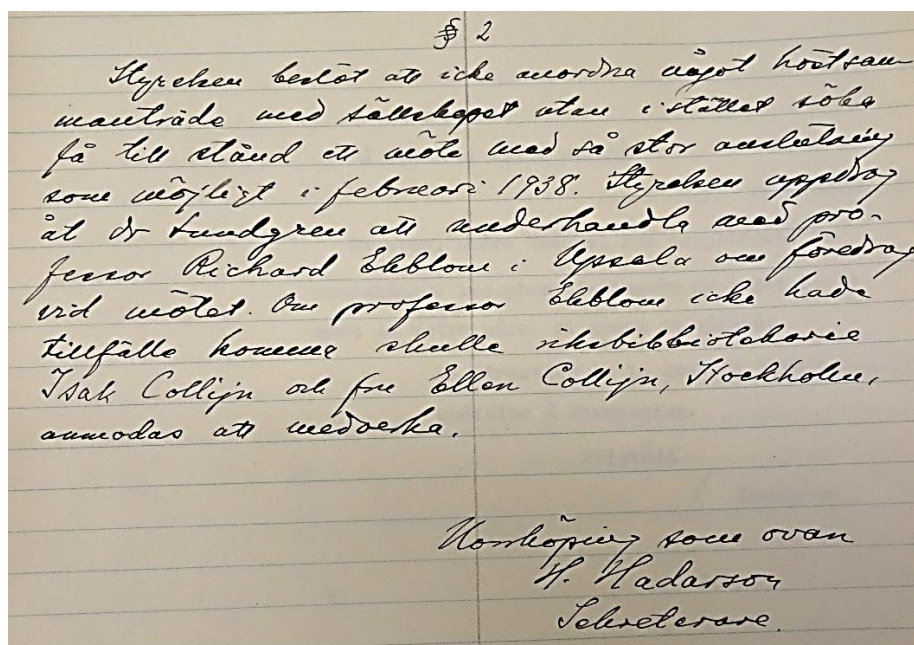 § 2
Styrelsen beslöt att icke anordna något höstsam-
manträde med sällskapet utan i stället söka
få till stånd ett möte med så stor anslutning
som möjligt i februari 1938. Styrelsen uppdrog
åt dr Lundgren att underhandla med pro-
fessor Richard Ekblom i Upsala om föredrag
vid mötet. Om professor Ekblom icke hade
tillfälle komma skulle riksbibliotekarie
Isak Collijn och fru Ellen Collijn, Stockholm,
anmodas att medverka.
Norrköping som ovan
H. Hadarson
Sekreterare.